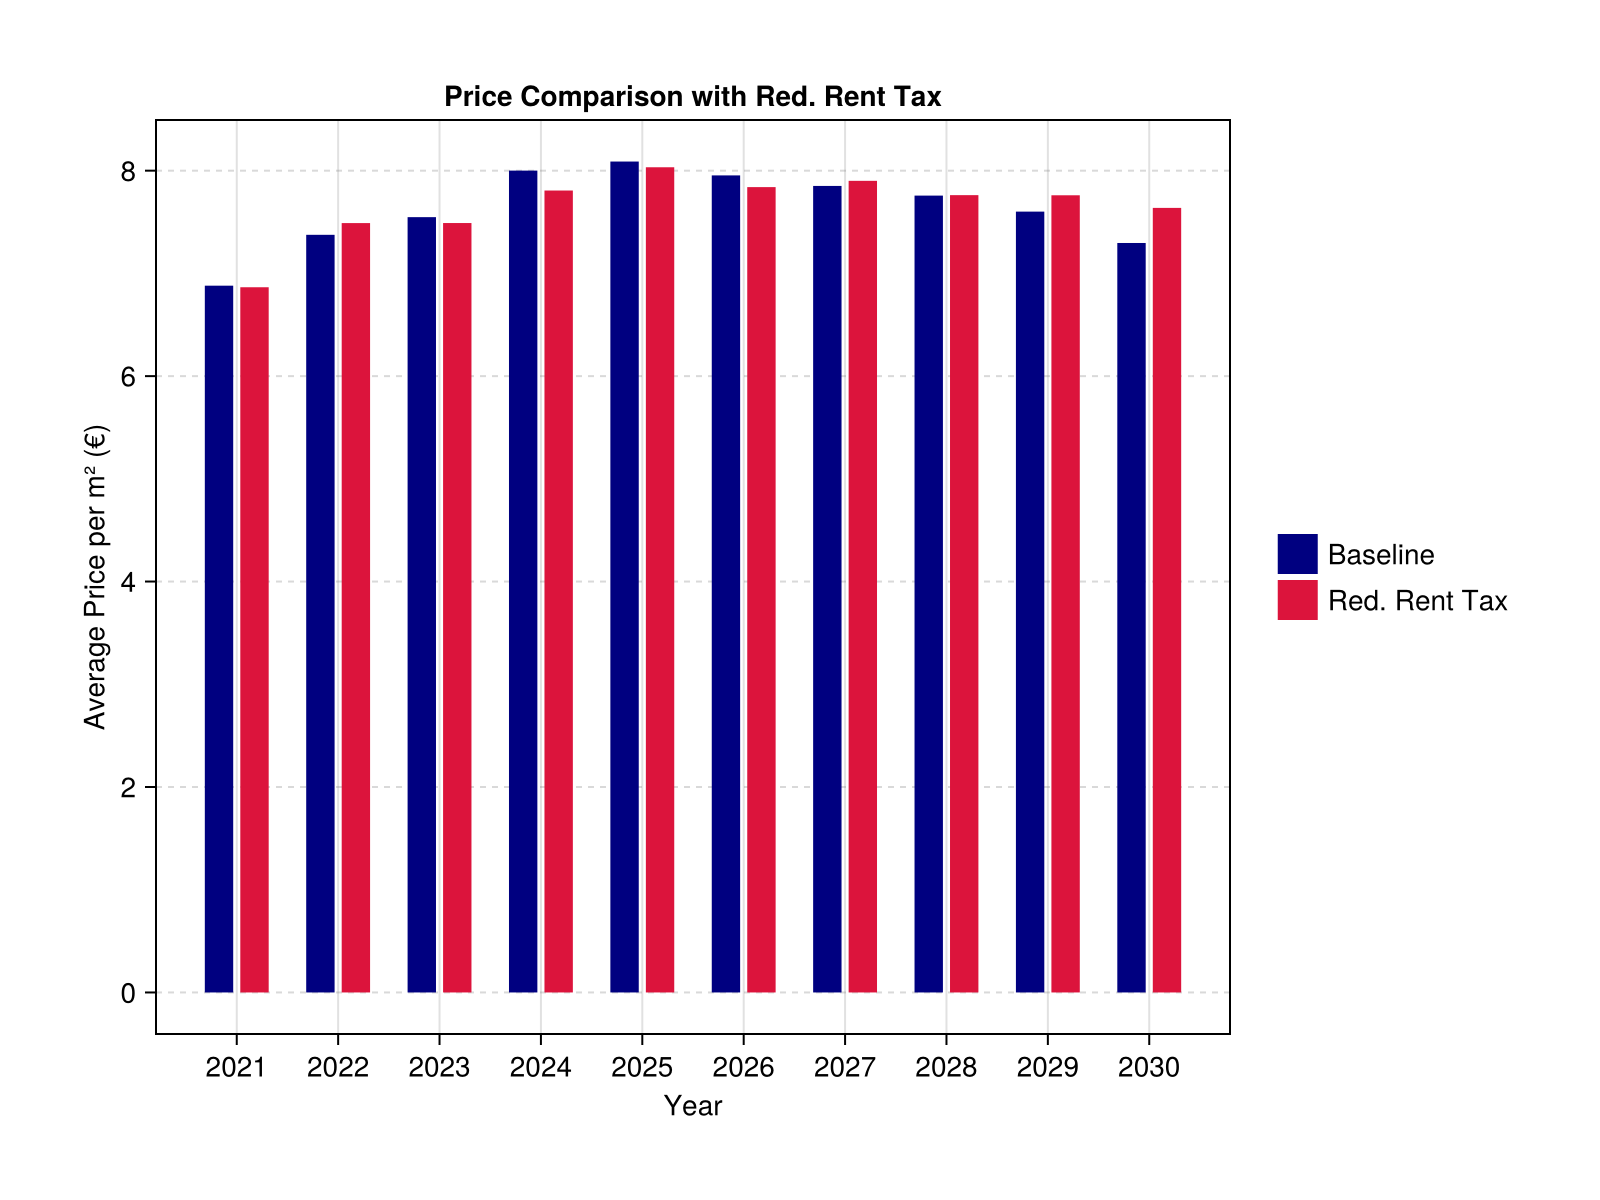 Price Comparison with Red. Rent Tax
8
6
4
2
0
Average Price per m² (€)
2021 2022 2023 2024 2025 2026 2027 2028 2029 2030
Year
Baseline
Red. Rent Tax